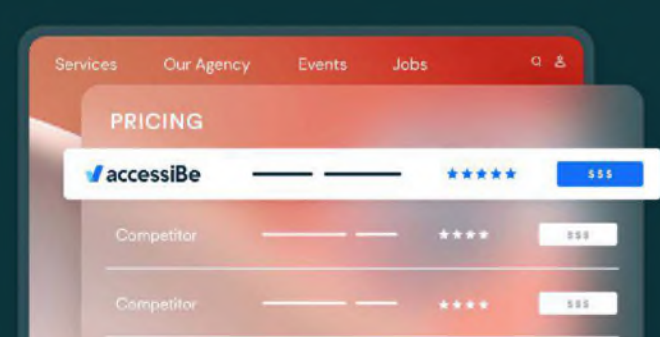 Services Our Agency Events Jobs
PRICING
accessiBe $$$
Competitor $$$
Competitor $$$